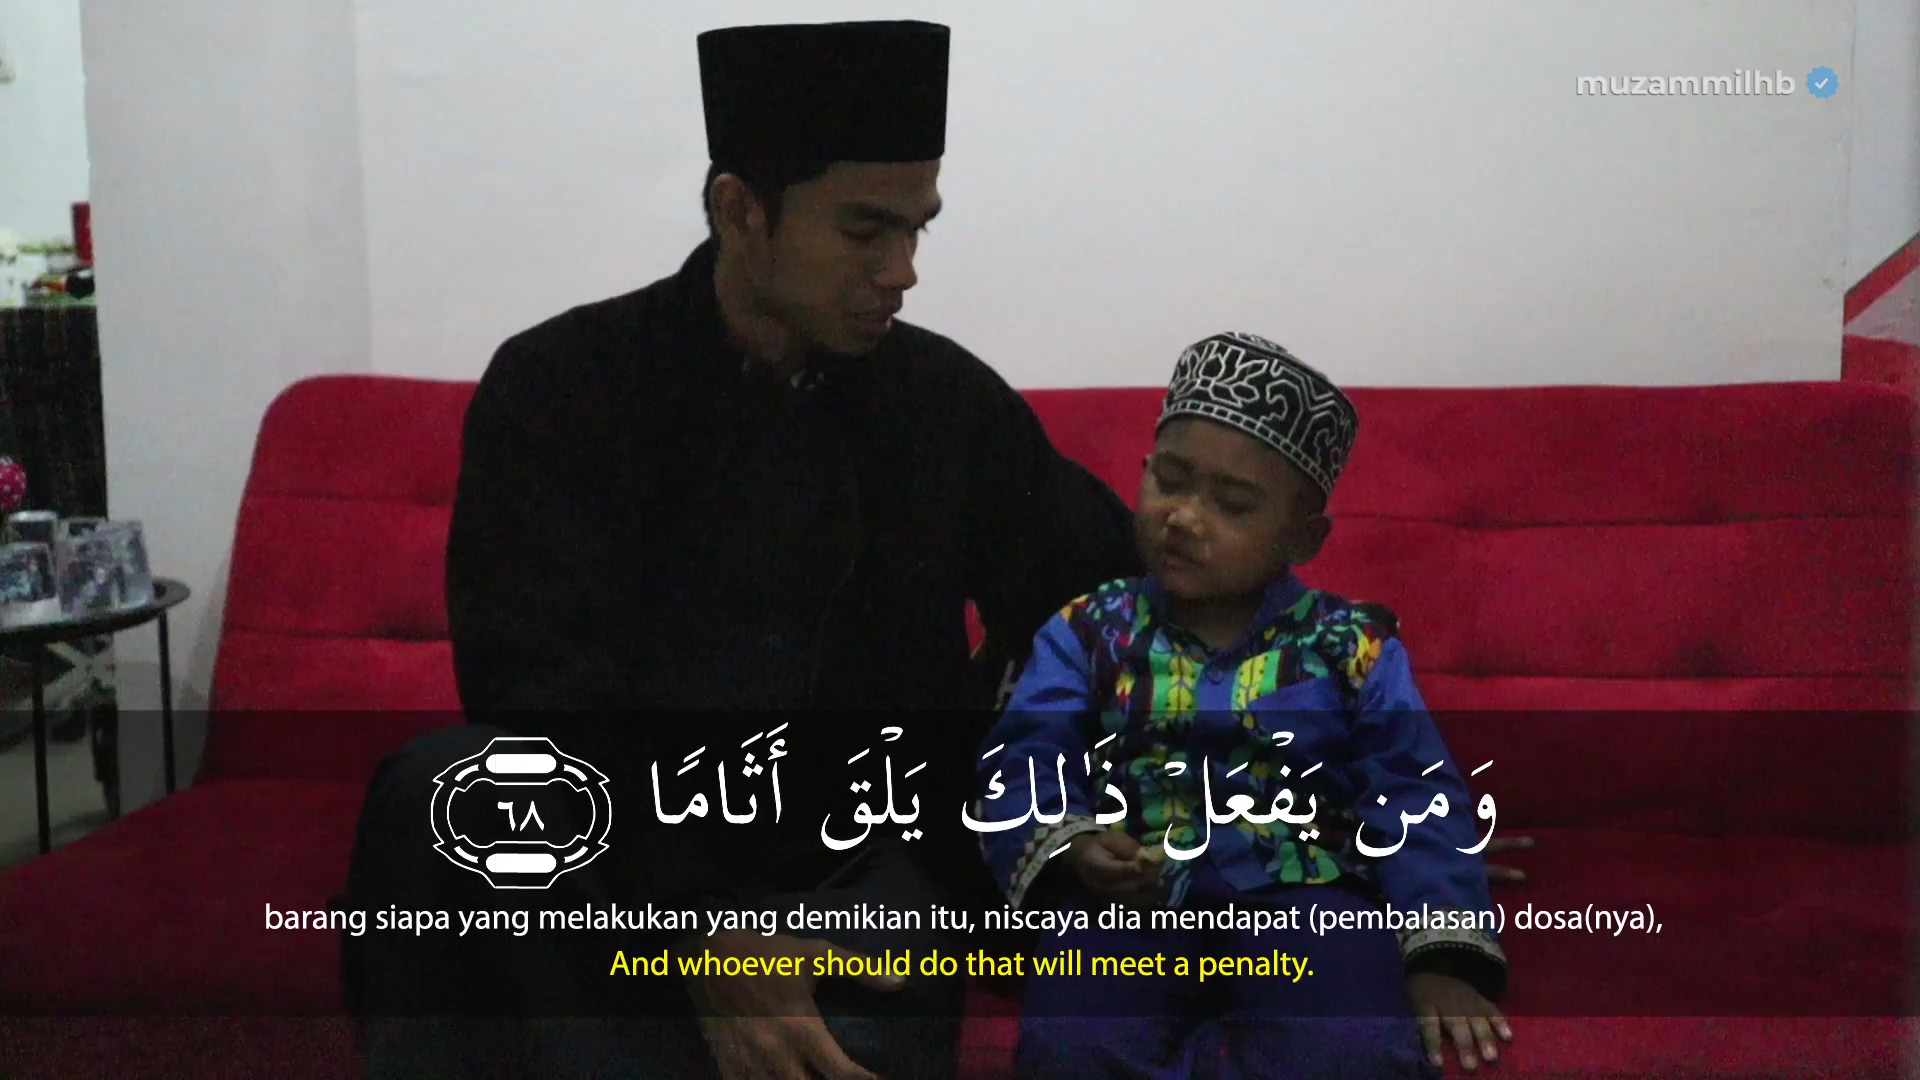 muzammilhb
وَمَن يَفْعَلْ ذَٰلِكَ يَلْقَ أَثَامًا ٦٨
barang siapa yang melakukan yang demikian itu, niscaya dia mendapat (pembalasan) dosa(nya),
And whoever should do that will meet a penalty.